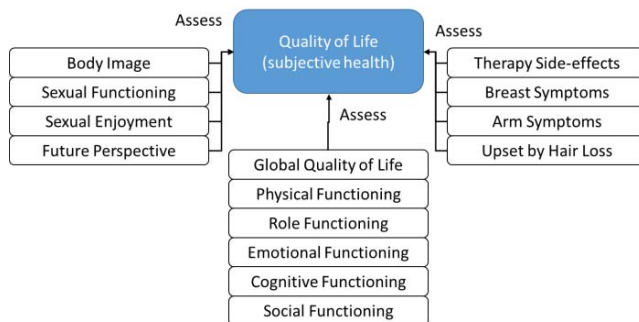 Assess
Quality of Life
(subjective health)
Assess
Body Image
Sexual Functioning
Sexual Enjoyment
Future Perspective
Therapy Side-effects
Breast Symptoms
Arm Symptoms
Upset by Hair Loss
Assess
Global Quality of Life
Physical Functioning
Role Functioning
Emotional Functioning
Cognitive Functioning
Social Functioning